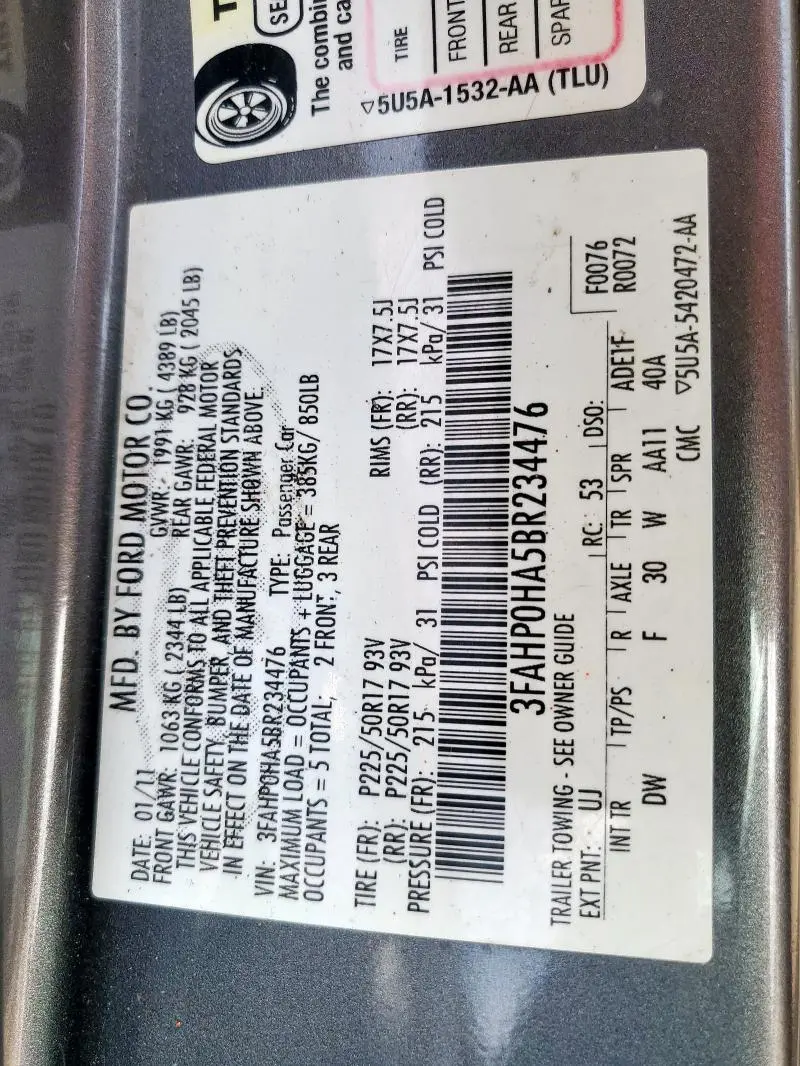 T
SE
The combin
and ca
TIRE
FRONT
REAR
SPAR
▽5U5A-1532-AA (TLU)
MFD. BY FORD MOTOR CO.
DATE: 01/11 GVWR: 1991 KG ( 4389 LB)
FRONT GAWR: 1063 KG ( 2344 LB) REAR GAWR: 928 KG ( 2045 LB)
THIS VEHICLE CONFORMS TO ALL APPLICABLE FEDERAL MOTOR
VEHICLE SAFETY, BUMPER, AND THEFT PREVENTION STANDARDS
IN EFFECT ON THE DATE OF MANUFACTURE SHOWN ABOVE.
VIN: 3FAHP0HA5BR234476 TYPE: Passenger Car
MAXIMUM LOAD = OCCUPANTS + LUGGAGE = 385KG/ 850LB
OCCUPANTS = 5 TOTAL; 2 FRONT, 3 REAR
TIRE (FR): P225/50R17 93V RIMS (FR): 17X7.5J
(RR): P225/50R17 93V (RR): 17X7.5J
PRESSURE (FR): 215 kPa/ 31 PSI COLD (RR): 215 kPa/ 31 PSI COLD
3FAHP0HA5BR234476
TRAILER TOWING - SEE OWNER GUIDE
F0076
EXT PNT: UJ RC: 53 DSO: R0072
INT TR TP/PS R AXLE TR SPR ADE1F
DW F 30 W AA11 40A
CMC ▽5U5A-5420472-AA